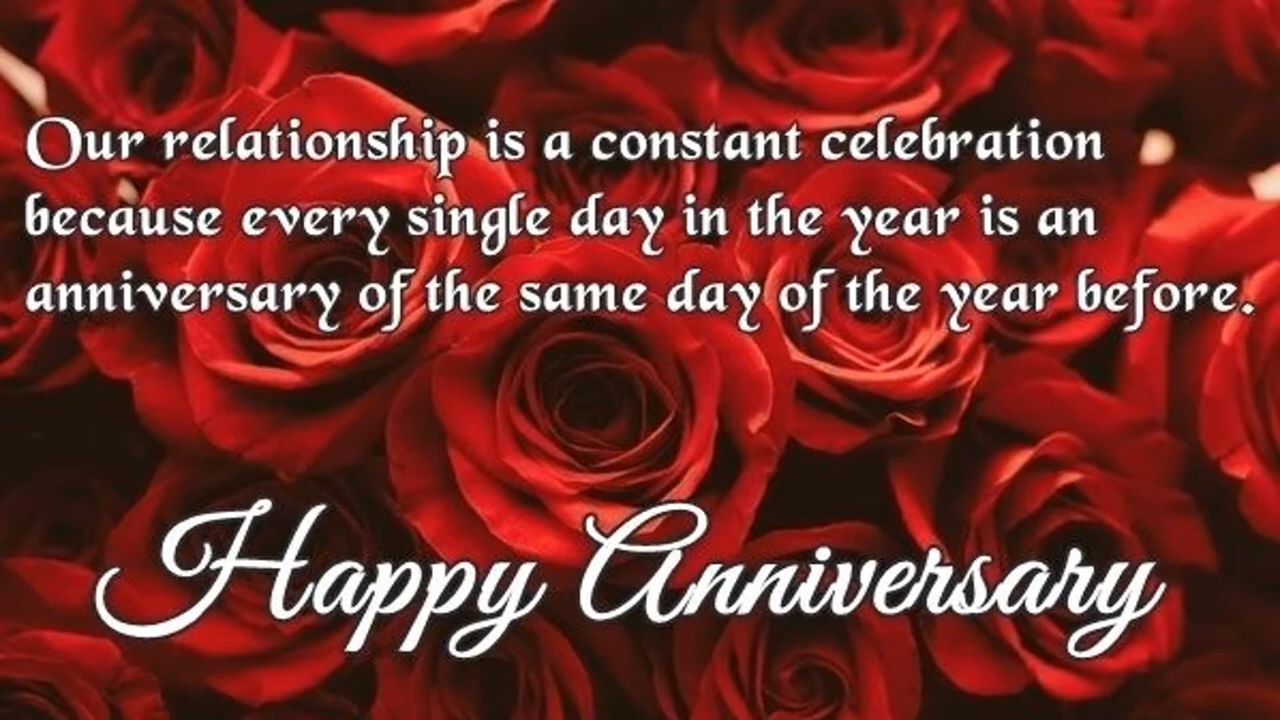 Our relationship is a constant celebration
because every single day in the year is an
anniversary of the same day of the year before.
Happy Anniversary